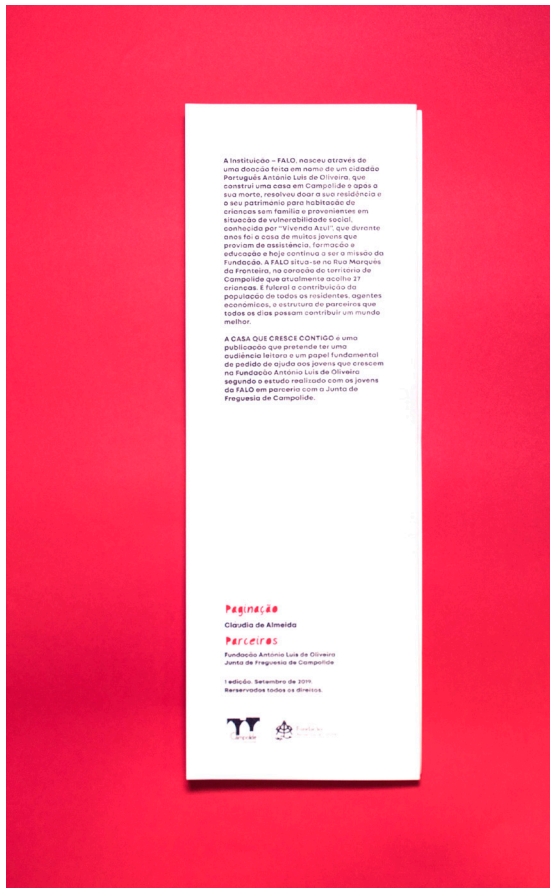 A Instituição – FALO, nasceu através de
uma doação feita em nome de um cidadão
Português António Luis de Oliveira, que
construi uma casa em Campolide e após a
sua morte, resolveu doar a sua residência e
o seu património para habitação de
crianças sem família e provenientes em
situação de vulnerabilidade social,
conhecida por "Vivenda Azul", que durante
anos foi a casa de muitos jovens que
proviam de assistência, formação e
educação e hoje continua a ser a missão da
Fundação. A FALO situa-se na Rua Marquês
da Fronteira, no coração do território de
Campolide que atualmente acolhe 27
crianças. É fulcral a contribuição da
população de todos os residentes, agentes
económicos, e estrutura de parceiros que
todos os dias possam contribuir um mundo
melhor.
A CASA QUE CRESCE CONTIGO é uma
publicação que pretende ter uma
audiência leitora e um papel fundamental
de pedido de ajuda aos jovens que crescem
na Fundação António Luis de Oliveira
segundo o estudo realizado com os jovens
da FALO em parceria com a Junta de
Freguesia de Campolide.
Paginação
Claudia de Almeida
Parceiros
Fundação António Luis de Oliveira
Junta de Freguesia de Campolide
1 edição. Setembro de 2019
Rerservados todos os direitos.
Campolide
Fundação